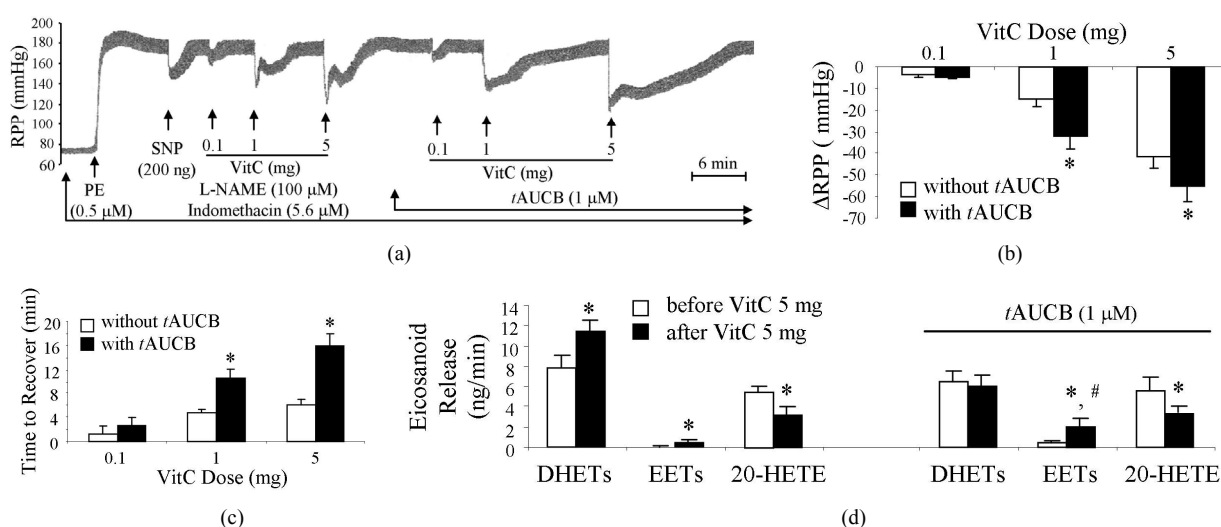 200
180
160
140
120
100
80
60
RPP (mmHg)
PE
(0.5 µM)
SNP
(200 ng)
0.1 1 5
VitC (mg)
L-NAME (100 µM)
Indomethacin (5.6 µM)
0.1 1 5
VitC (mg)
6 min
tAUCB (1 µM)
(a)
VitC Dose (mg)
0.1 1 5
0
-10
-20
-30
-40
-50
-60
-70
ΔRPP ( mmHg)
*
*
without tAUCB
with tAUCB
(b)
20
16
12
8
4
0
Time to Recover (min)
without tAUCB
with tAUCB
*
*
0.1 1 5
VitC Dose (mg)
(c)
14
12
10
8
6
4
2
0
Eicosanoid
Release
(ng/min)
before VitC 5 mg
after VitC 5 mg
*
*
*
DHETs EETs 20-HETE
tAUCB (1 µM)
*, #
*
DHETs EETs 20-HETE
(d)